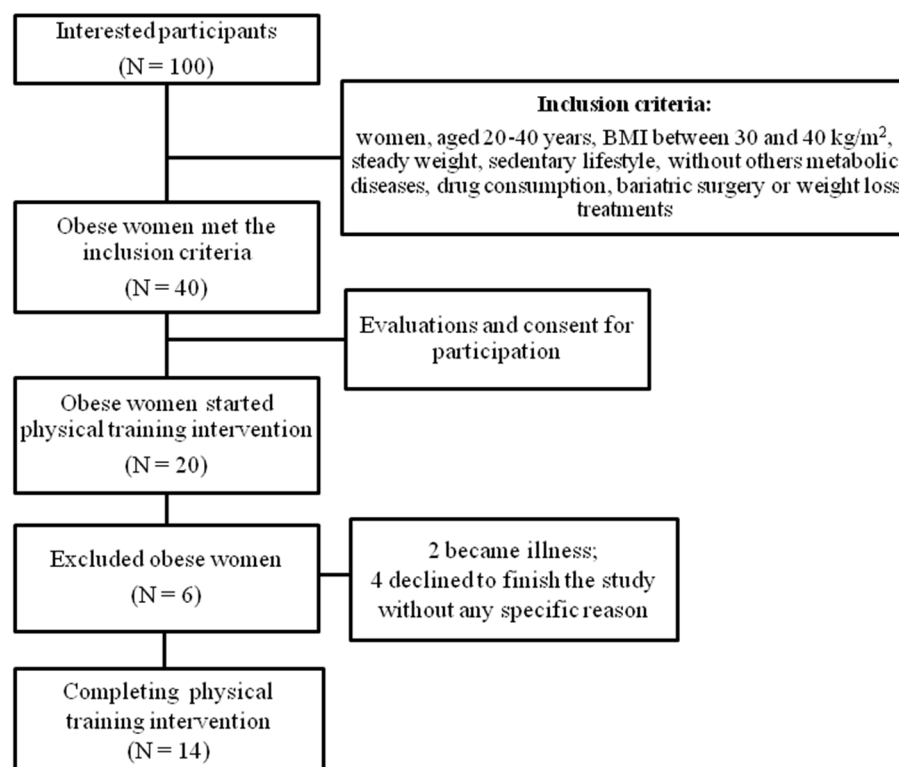 Interested participants
(N = 100)
Inclusion criteria:
women, aged 20-40 years, BMI between 30 and 40 kg/m²,
steady weight, sedentary lifestyle, without others metabolic
diseases, drug consumption, bariatric surgery or weight loss
treatments
Obese women met the
inclusion criteria
(N = 40)
Evaluations and consent for
participation
Obese women started
physical training intervention
(N = 20)
Excluded obese women
(N = 6)
2 became illness;
4 declined to finish the study
without any specific reason
Completing physical
training intervention
(N = 14)